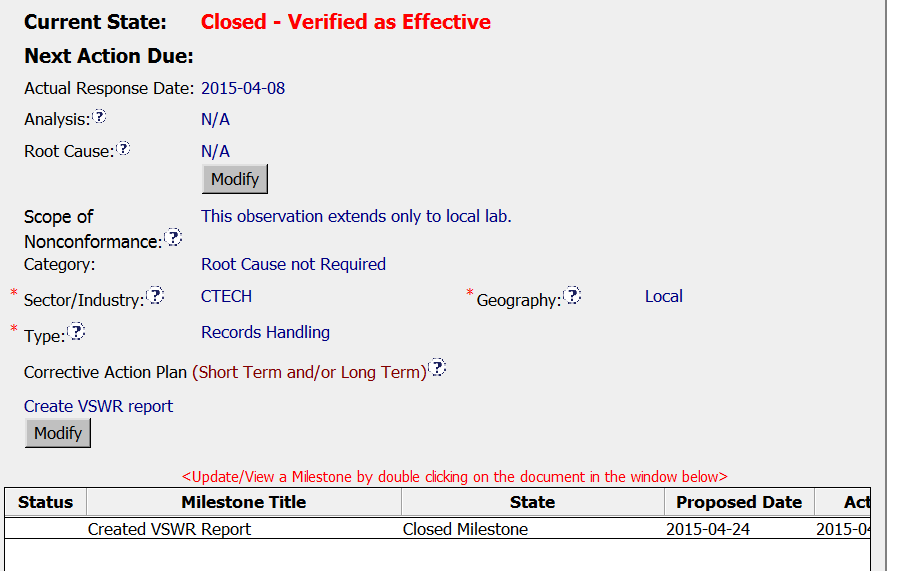 Current State: Closed - Verified as Effective
Next Action Due:
Actual Response Date: 2015-04-08
Analysis:? N/A
Root Cause:? N/A
Modify
Scope of This observation extends only to local lab.
Nonconformance:?
Category: Root Cause not Required
* Sector/Industry:? CTECH * Geography:? Local
* Type:? Records Handling
Corrective Action Plan (Short Term and/or Long Term)?
Create VSWR report
Modify
<Update/View a Milestone by double clicking on the document in the window below>
Status Milestone Title State Proposed Date Act
Created VSWR Report Closed Milestone 2015-04-24 2015-04